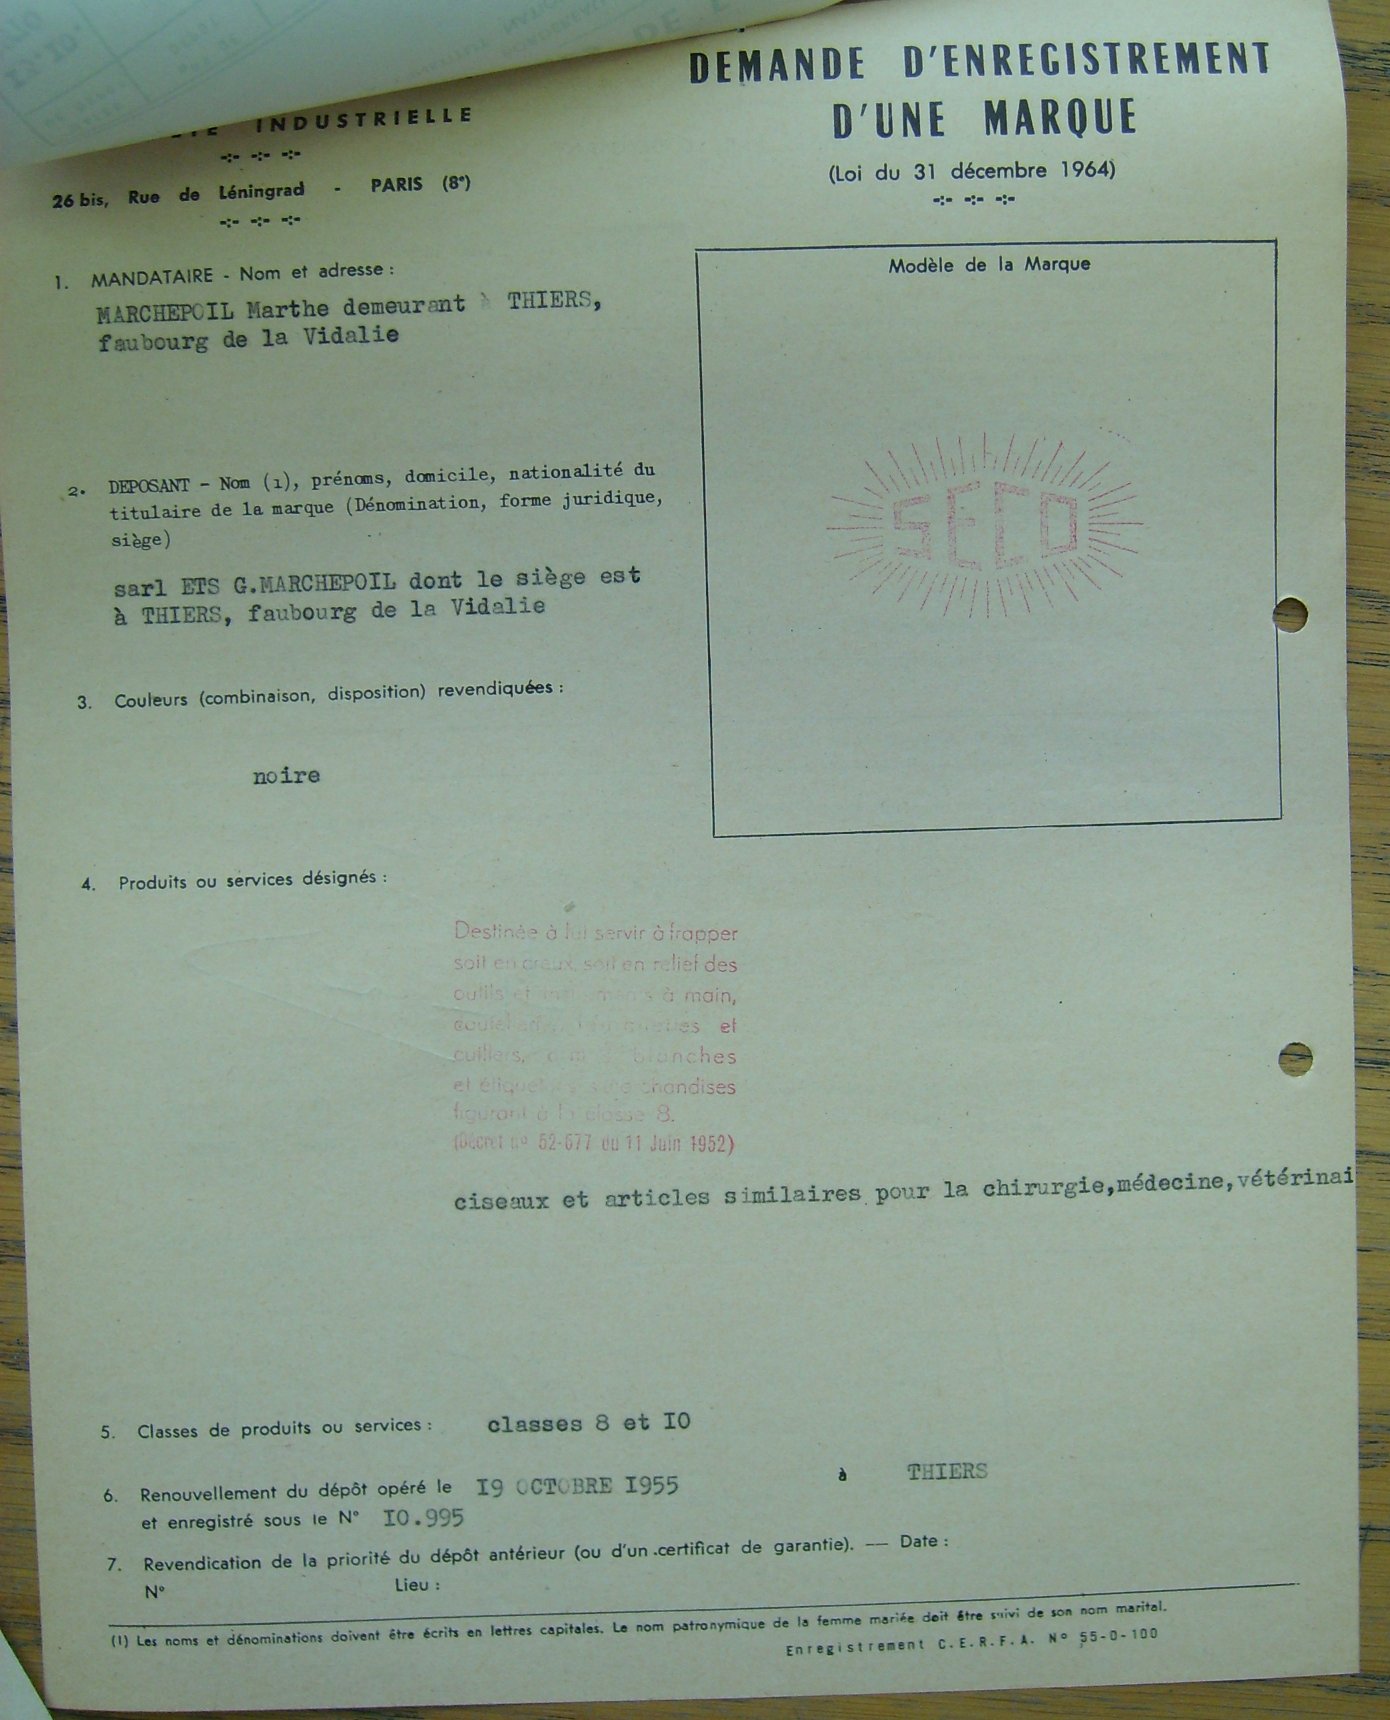 INDUSTRIELLE
26 bis, Rue de Léningrad - PARIS (8e)
DEMANDE D'ENREGISTREMENT
D'UNE MARQUE
(Loi du 31 décembre 1964)
1. MANDATAIRE - Nom et adresse :
MARCHEPOIL Marthe demeurant à THIERS,
faubourg de la Vidalie
2. DEPOSANT - Nom (1), prénoms, domicile, nationalité du
titulaire de la marque (Dénomination, forme juridique,
siège)
sarl ETS G.MARCHEPOIL dont le siège est
à THIERS, faubourg de la Vidalie
3. Couleurs (combinaison, disposition) revendiquées :
noire
Modèle de la Marque
SECO
4. Produits ou services désignés :
Destinée à lui servir à frapper
soit en creux, soit en relief des
outils et instruments à main,
et
cuillers, blanches
et marchandises
figurant à la classe 8.
(Décret nº 52-677 du 11 Juin 1952)
ciseaux et articles similaires pour la chirurgie,médecine,vétérinai
5. Classes de produits ou services : classes 8 et IO
6. Renouvellement du dépôt opéré le I9 OCTOBRE I955 à THIERS
et enregistré sous le N° IO.995
7. Revendication de la priorité du dépôt antérieur (ou d'un certificat de garantie). — Date :
N° Lieu :
(1) Les noms et dénominations doivent être écrits en lettres capitales. Le nom patronymique de la femme mariée doit être suivi de son nom marital.
Enregistrement C.E.R.F.A. N° 55-0-100